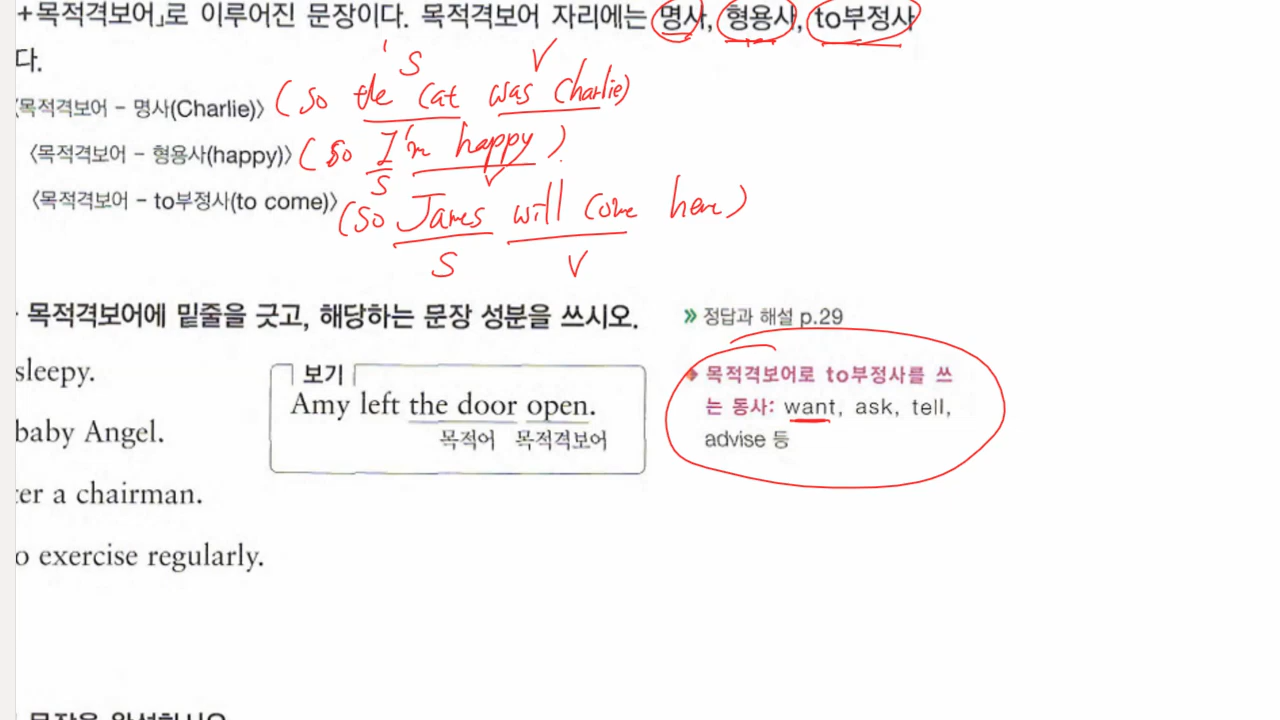 +목적격보어」로 이루어진 문장이다. 목적격보어 자리에는 명사, 형용사, to부정사
다.
S V
〈목적격보어 – 명사(Charlie)〉 (so the cat was Charlie)
〈목적격보어 – 형용사(happy)〉 (so I'm happy)
S V
〈목적격보어 – to부정사(to come)〉 (so James will come here)
S V
목적격보어에 밑줄을 긋고, 해당하는 문장 성분을 쓰시오.
» 정답과 해설 p.29
sleepy.
baby Angel.
er a chairman.
o exercise regularly.
보기
Amy left the door open.
목적어 목적격보어
목적격보어로 to부정사를 쓰
는 동사: want, ask, tell,
advise 등